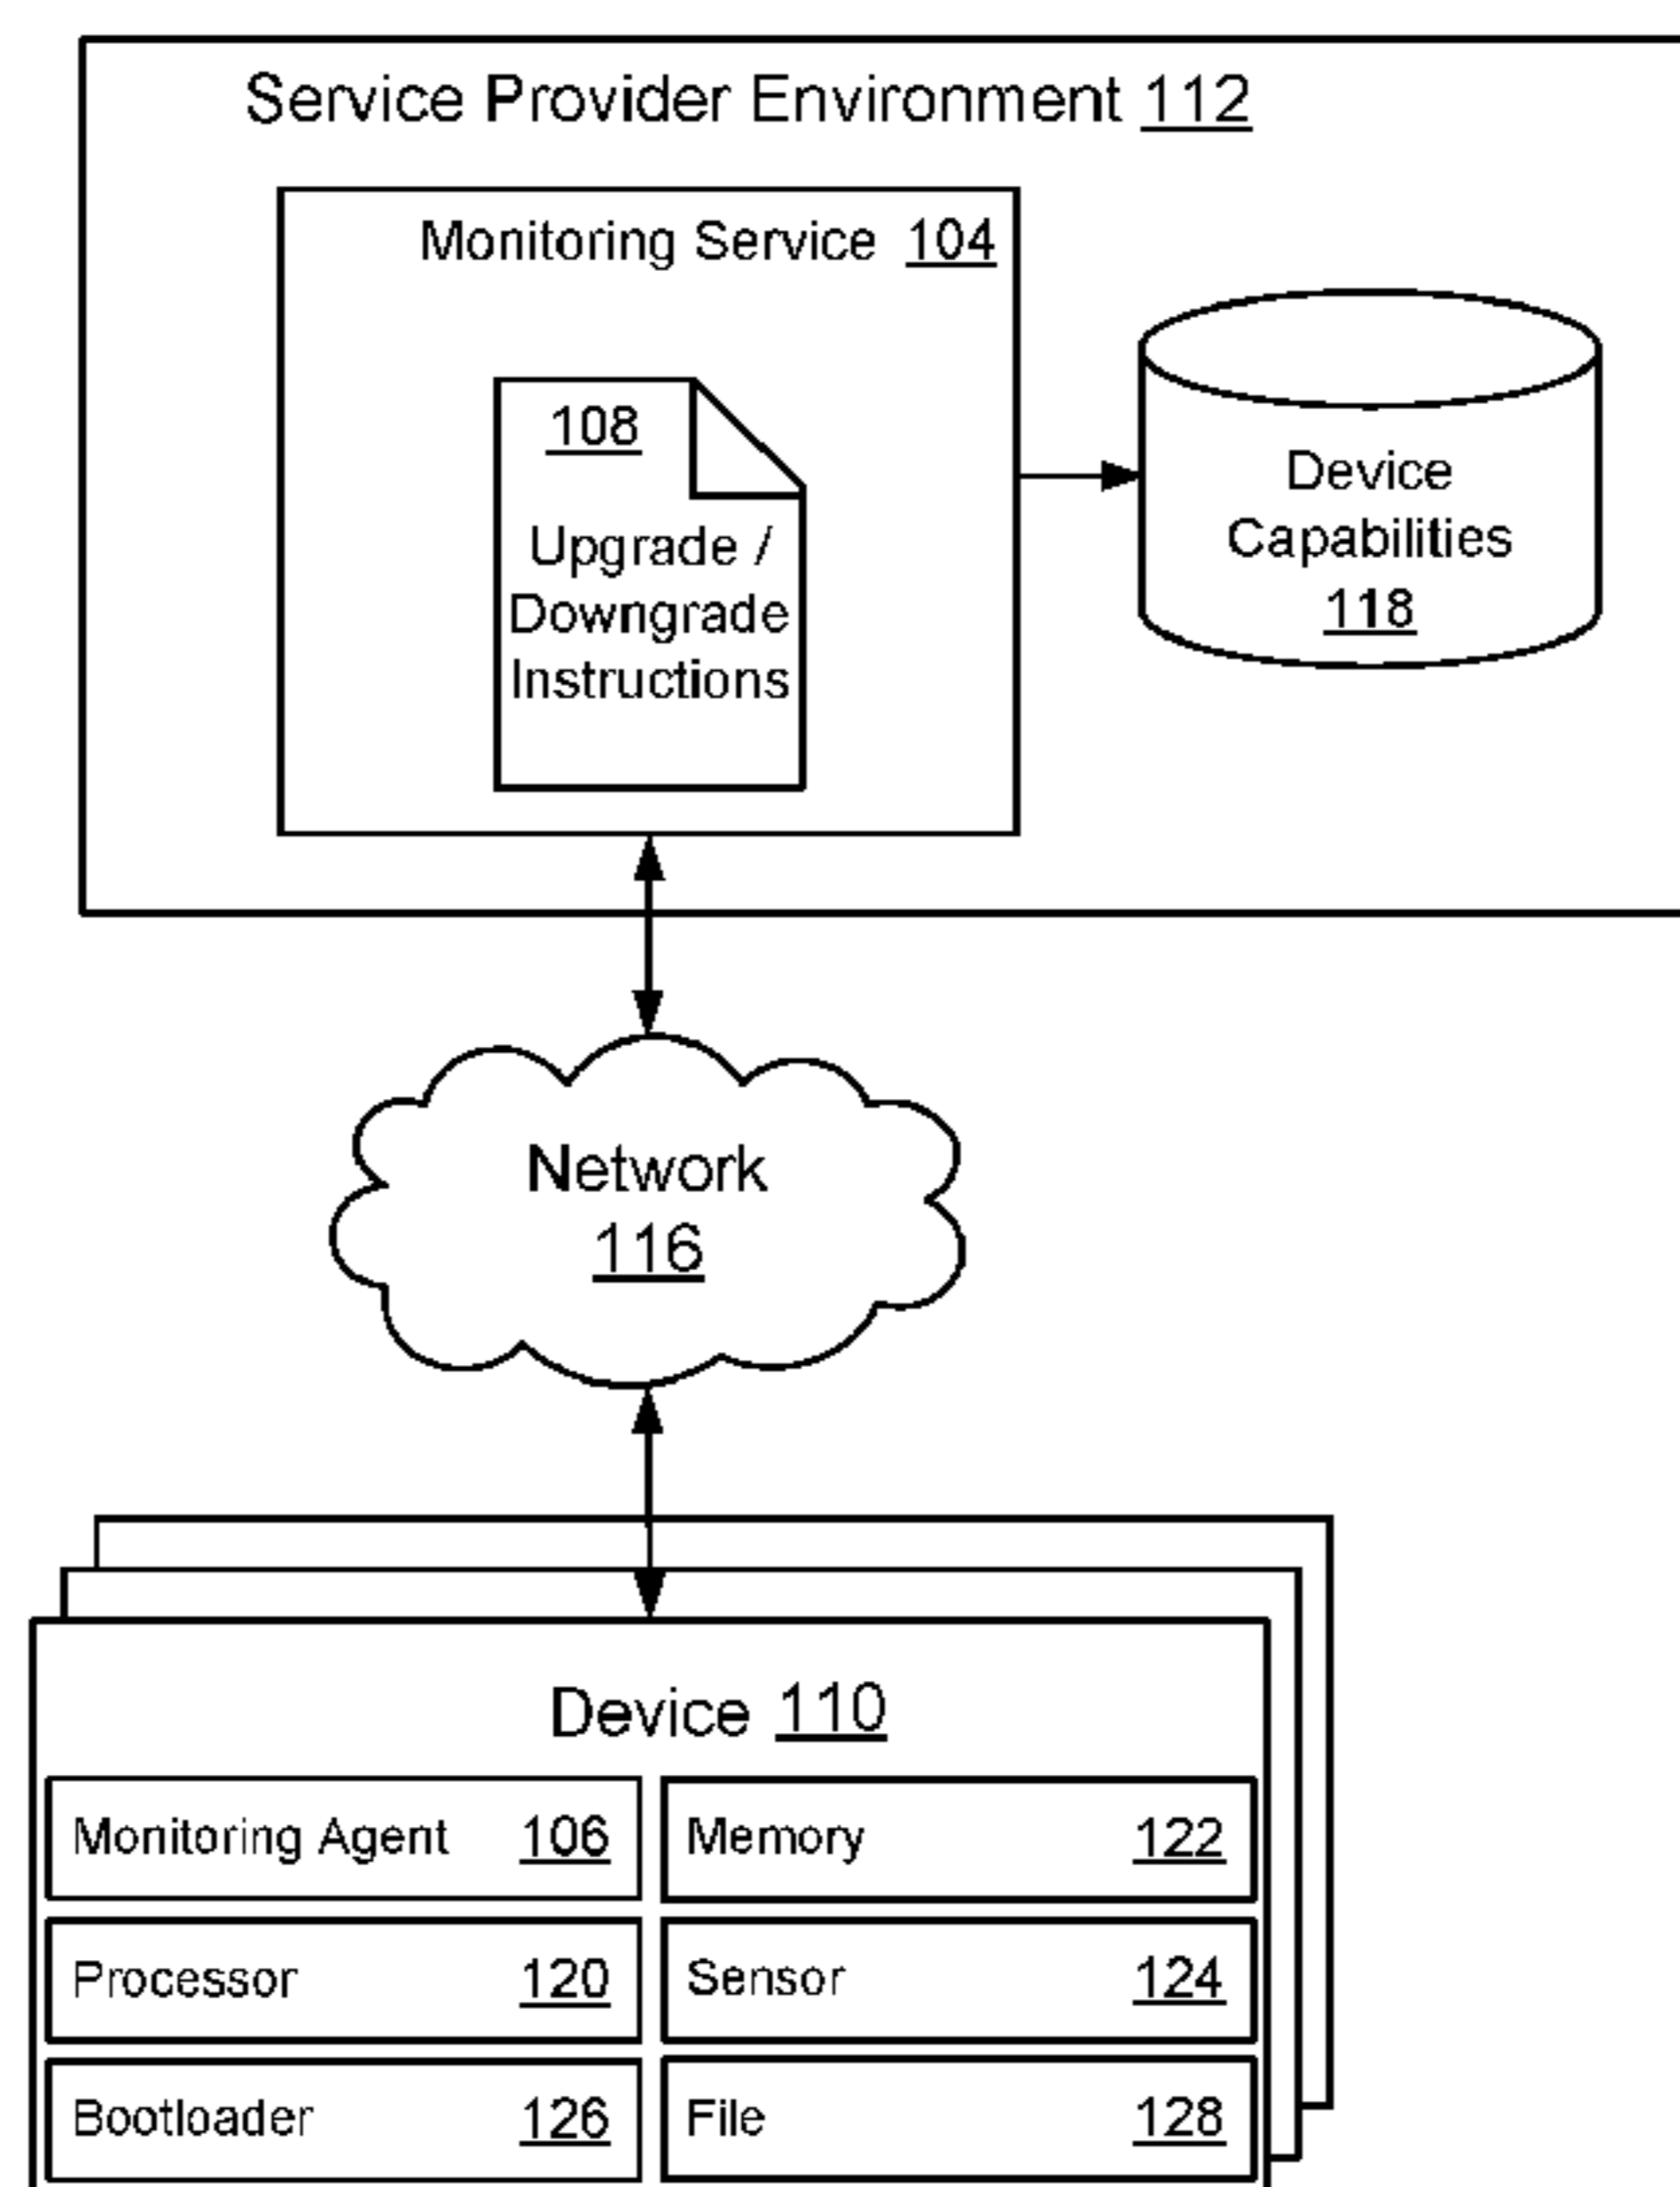 Service Provider Environment 112
Monitoring Service 104
108
Upgrade /
Downgrade
Instructions
Device
Capabilities
118
Network
116
Device 110
Monitoring Agent 106
Memory 122
Processor 120
Sensor 124
Bootloader 126
File 128